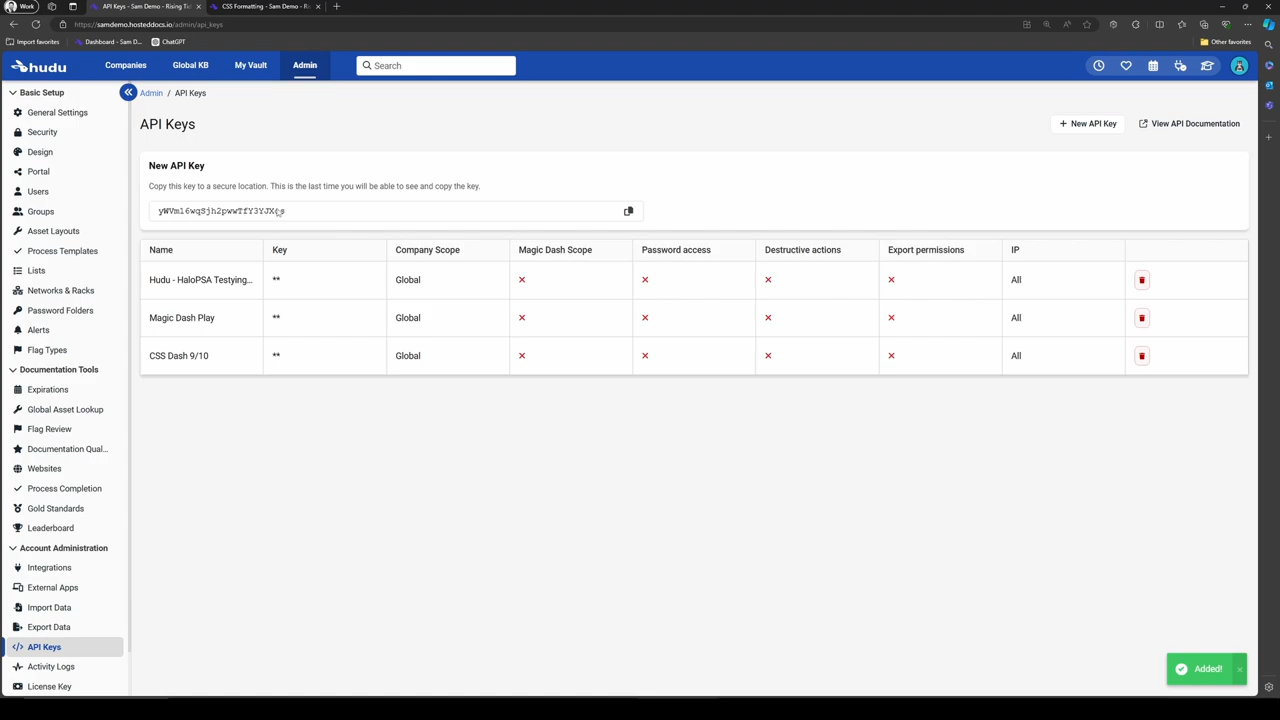 Work
API Keys - Sam Demo - Rising Ti
CSS Formatting - Sam Demo - Ri
https://samdemo.hosteddocs.io/admin/api_keys
Import favorites
Dashboard - Sam D...
ChatGPT
Other favorites
hudu
Companies
Global KB
My Vault
Admin
Search
Basic Setup
General Settings
Security
Design
Portal
Users
Groups
Asset Layouts
Process Templates
Lists
Networks & Racks
Password Folders
Alerts
Flag Types
Documentation Tools
Expirations
Global Asset Lookup
Flag Review
Documentation Qual...
Websites
Process Completion
Gold Standards
Leaderboard
Account Administration
Integrations
External Apps
Import Data
Export Data
API Keys
Activity Logs
License Key
Admin / API Keys
API Keys
+ New API Key
View API Documentation
New API Key
Copy this key to a secure location. This is the last time you will be able to see and copy the key.
Name Key Company Scope Magic Dash Scope Password access Destructive actions Export permissions IP
Hudu - HaloPSA Testying... ** Global All
Magic Dash Play ** Global All
CSS Dash 9/10 ** Global All
Added!